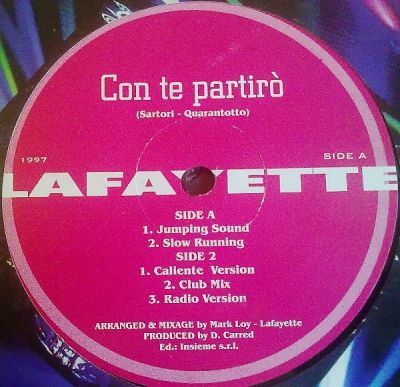 Con te partirò
(Sartori - Quarantotto)
1997
SIDE A
LAFAYETTE
SIDE A
1. Jumping Sound
2. Slow Running
SIDE 2
1. Caliente Version
2. Club Mix
3. Radio Version
ARRANGED & MIXAGE by Mark Loy - Lafayette
PRODUCED by D. Carred
Ed.: Insieme s.r.l.